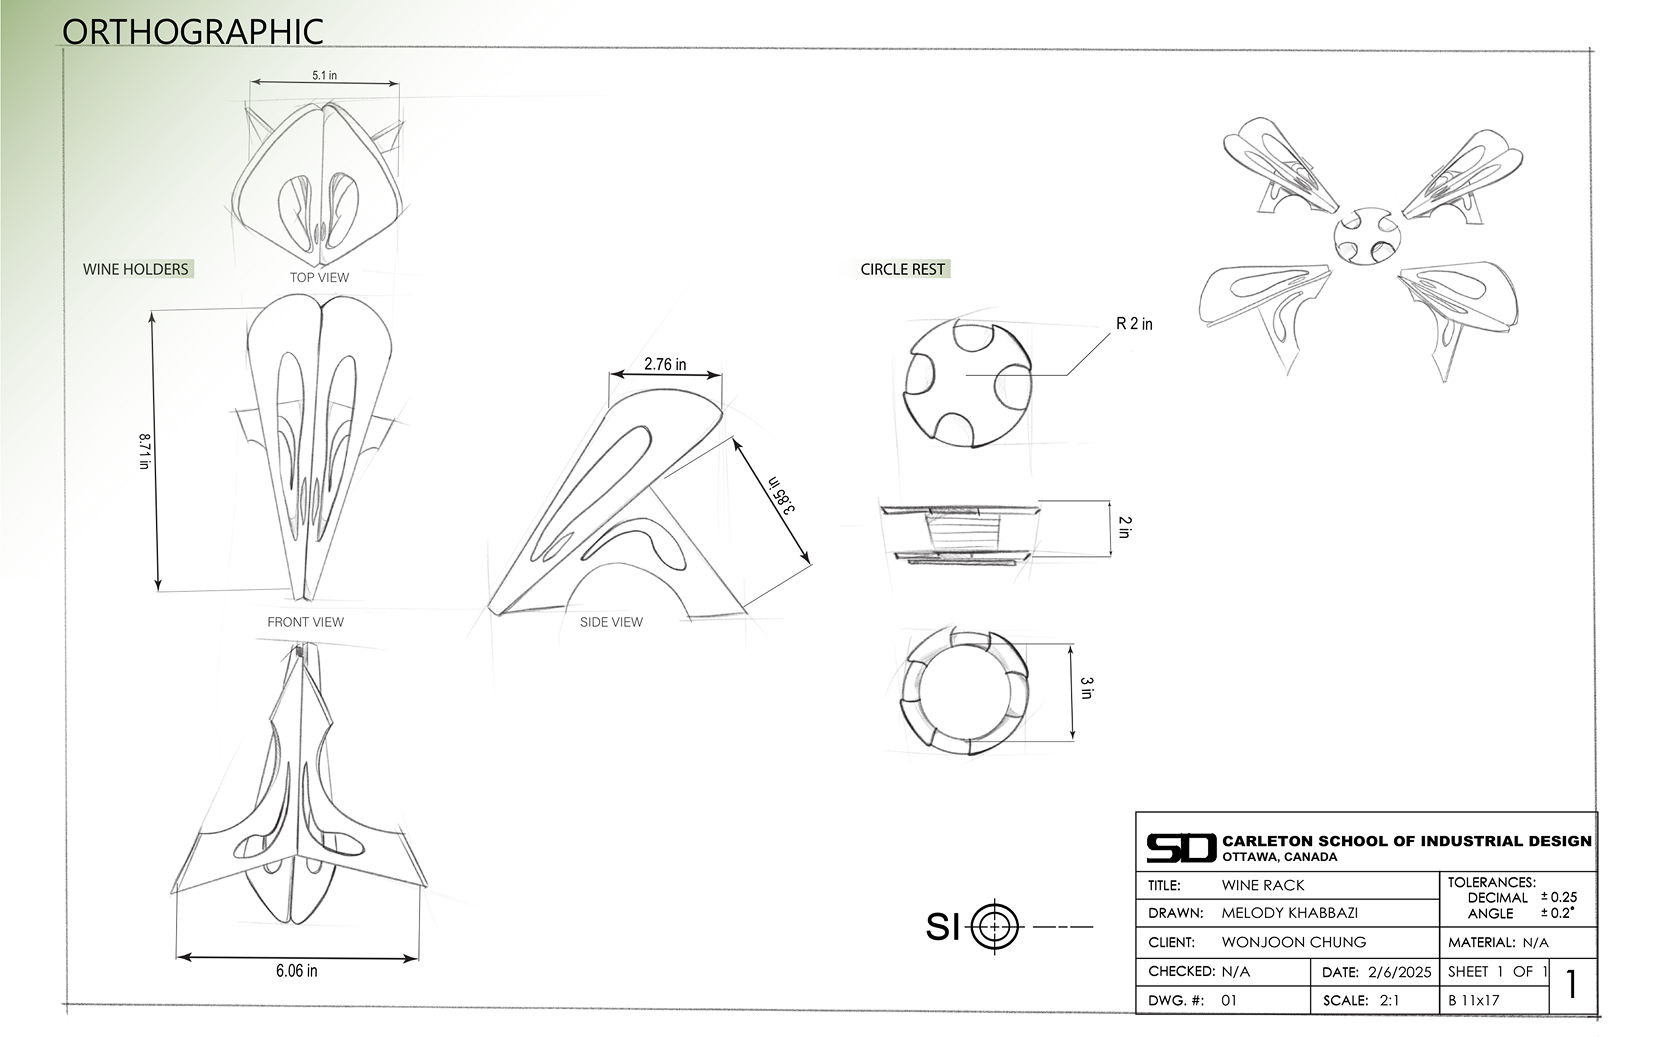 ORTHOGRAPHIC
5.1 in
WINE HOLDERS
TOP VIEW
8.71 in
FRONT VIEW
2.76 in
3.85 in
SIDE VIEW
6.06 in
CIRCLE REST
R 2 in
2 in
3 in
SI
SD CARLETON SCHOOL OF INDUSTRIAL DESIGN
OTTAWA, CANADA
TITLE: WINE RACK
DRAWN: MELODY KHABBAZI
CLIENT: WONJOON CHUNG
CHECKED: N/A
DATE: 2/6/2025
DWG. #: 01
SCALE: 2:1
TOLERANCES:
DECIMAL ± 0.25
ANGLE ± 0.2°
MATERIAL: N/A
SHEET 1 OF 1
B 11x17
1